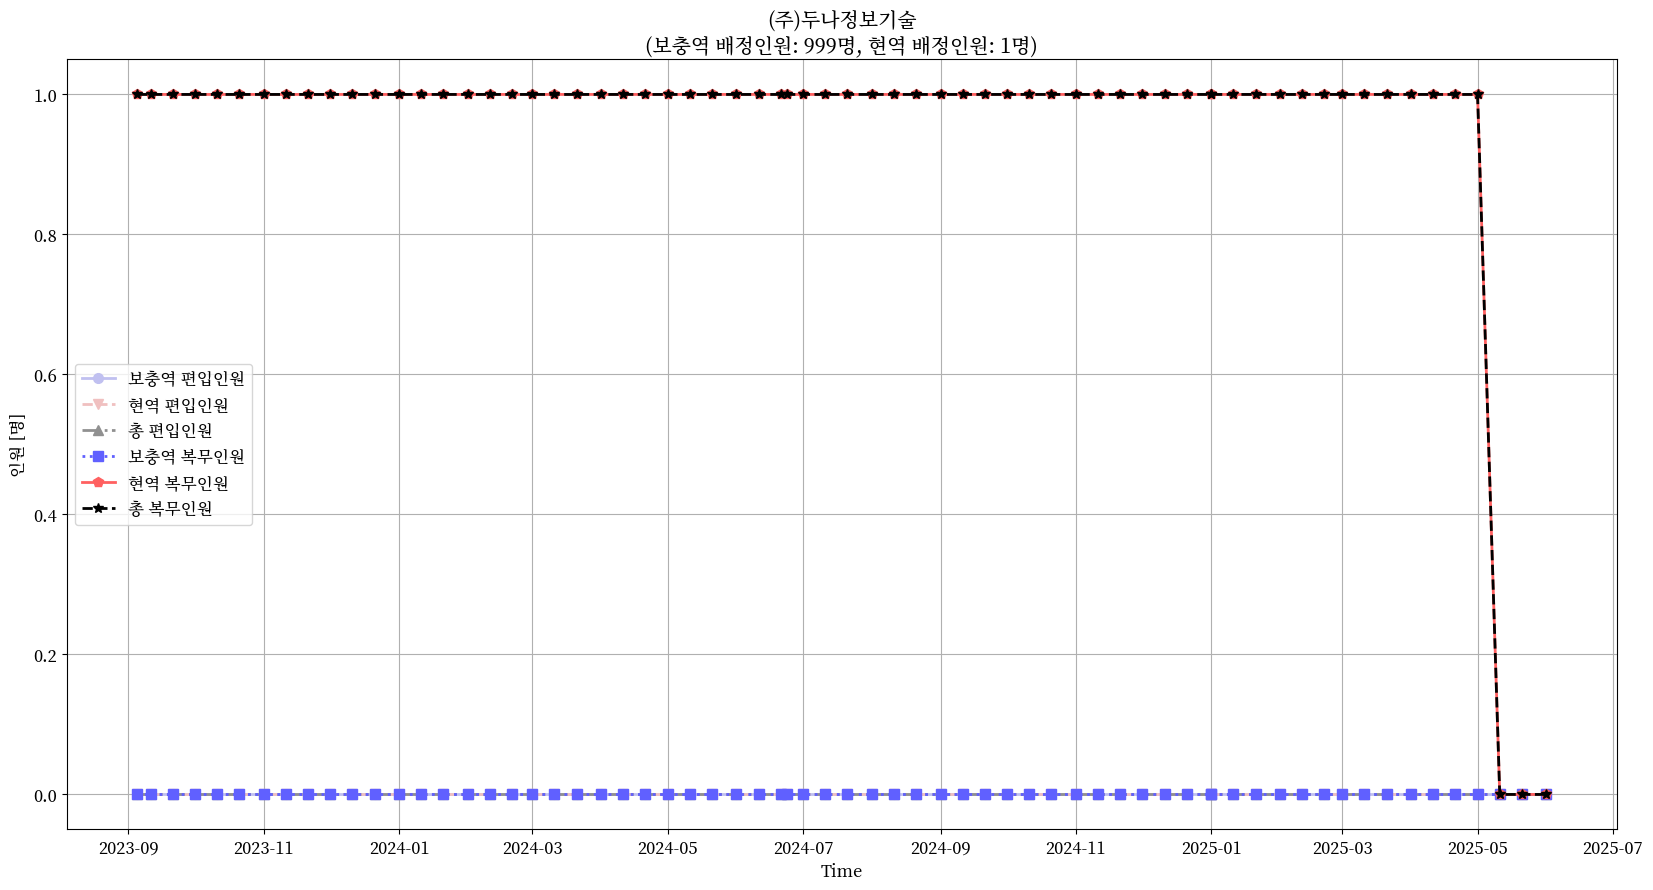 (주)두나정보기술
(보충역 배정인원: 999명, 현역 배정인원: 1명)
1.0
0.8
0.6
0.4
0.2
0.0
인원 [명]
보충역 편입인원
현역 편입인원
총 편입인원
보충역 복무인원
현역 복무인원
총 복무인원
2023-09 2023-11 2024-01 2024-03 2024-05 2024-07 2024-09 2024-11 2025-01 2025-03 2025-05 2025-07
Time